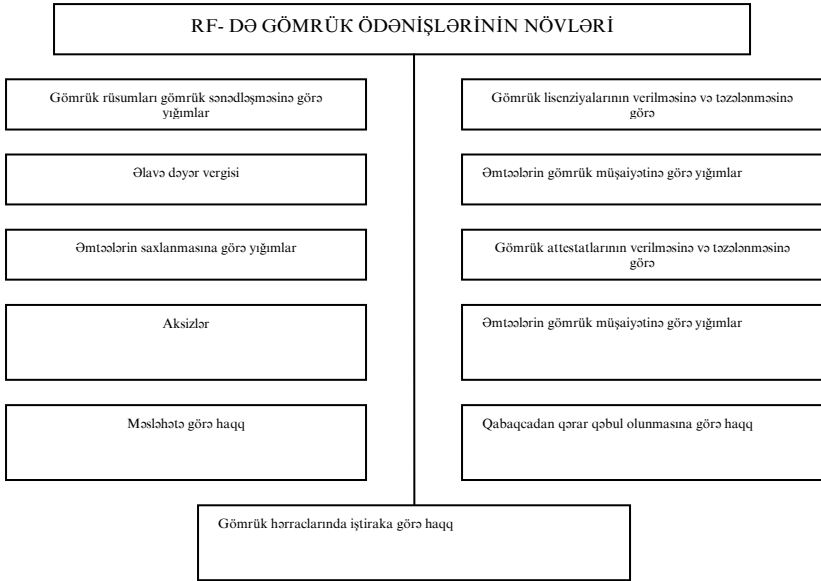 RF- DƏ GÖMRÜK ÖDƏNİŞLƏRİNİN NÖVLƏRİ
Gömrük rüsumları gömrük sənədləşməsinə görə
yığımlar
Əlavə dəyər vergisi
Əmtəələrin saxlanmasına görə yığımlar
Aksizlər
Məsləhətə görə haqq
Gömrük lisenziyalarının verilməsinə və təzələnməsinə
görə
Əmtəələrin gömrük müşaiyətinə görə yığımlar
Gömrük attestatlarının verilməsinə və təzələnməsinə
görə
Əmtəələrin gömrük müşaiyətinə görə yığımlar
Qabaqcadan qərar qəbul olunmasına görə haqq
Gömrük hərraclarında iştiraka görə haqq